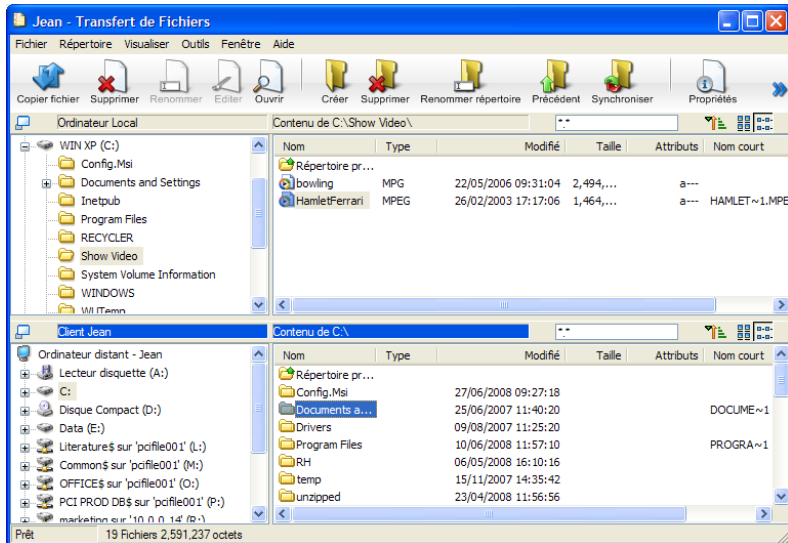 Jean - Transfert de Fichiers
Fichier Répertoire Visualiser Outils Fenêtre Aide
Copier fichier Supprimer Renommer Editer Ouvrir Créer Supprimer Renommer répertoire Précédent Synchroniser Propriétés
Ordinateur Local Contenu de C:\Show Video\ *.*
WIN XP (C:)
Config.Msi
Documents and Settings
Inetpub
Program Files
RECYCLER
Show Video
System Volume Information
WINDOWS
WUTemp
Nom Type Modifié Taille Attributs Nom court
Répertoire pr...
bowling MPG 22/05/2006 09:31:04 2,494,... a---
HamletFerrari MPEG 26/02/2003 17:17:06 1,464,... a--- HAMLET~1.MPE
Client Jean Contenu de C:\ *.*
Ordinateur distant - Jean
Lecteur disquette (A:)
C:
Disque Compact (D:)
Data (E:)
Literature$ sur 'pcifile001' (L:)
Common$ sur 'pcifile001' (M:)
OFFICE$ sur 'pcifile001' (O:)
PCI PROD DB$ sur 'pcifile001' (P:)
marketing sur '10.0.0.14' (R:)
Nom Type Modifié Taille Attributs Nom court
Répertoire pr...
Config.Msi 27/06/2008 09:27:18
Documents a... 25/06/2007 11:40:20 DOCUME~1
Drivers 09/08/2007 11:25:20
Program Files 10/06/2008 11:57:10 PROGRA~1
RH 06/05/2008 16:10:16
temp 15/11/2007 14:35:42
unzipped 23/04/2008 11:56:56
Prêt 19 Fichiers 2,591,237 octets